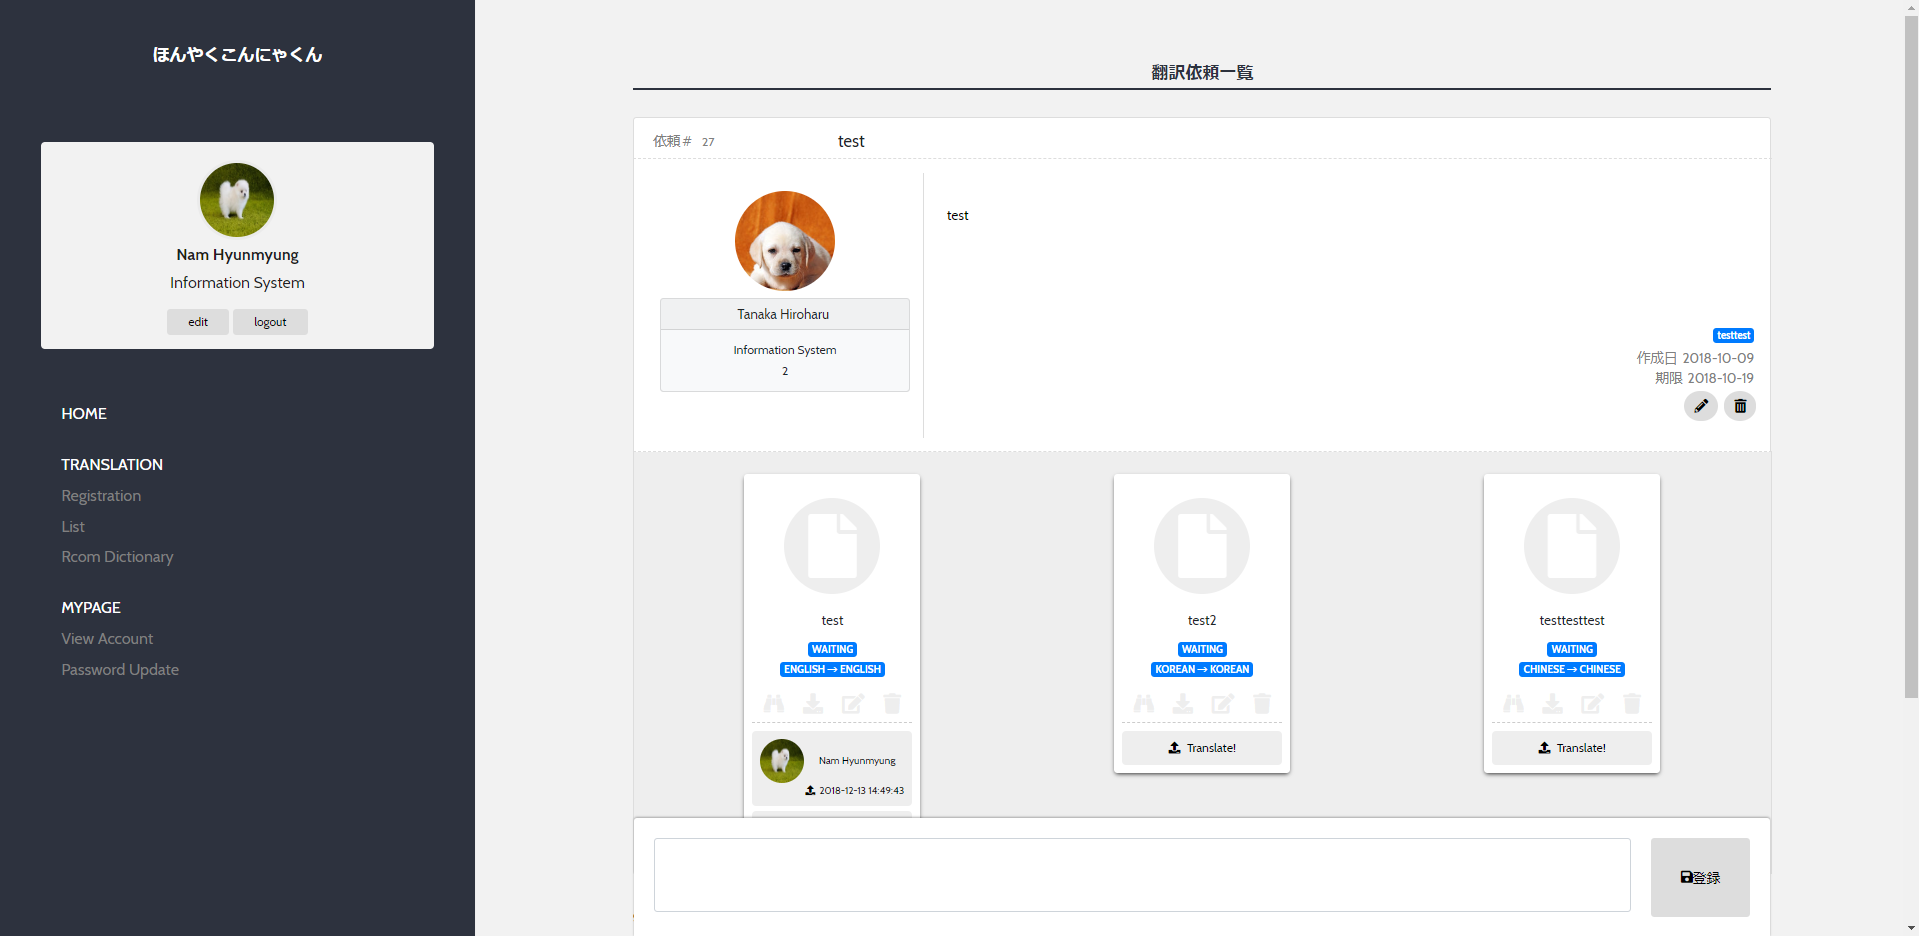 ほんやくこんにゃくん
Nam Hyunmyung
Information System
edit
logout
HOME
TRANSLATION
Registration
List
Rcom Dictionary
MYPAGE
View Account
Password Update
翻訳依頼一覧
依頼# 27
test
Tanaka Hiroharu
Information System
2
test
testtest
作成日 2018-10-09
期限 2018-10-19
test
WAITING
ENGLISH → ENGLISH
Nam Hyunmyung
2018-12-13 14:49:43
test2
WAITING
KOREAN → KOREAN
Translate!
testtesttest
WAITING
CHINESE → CHINESE
Translate!
登録